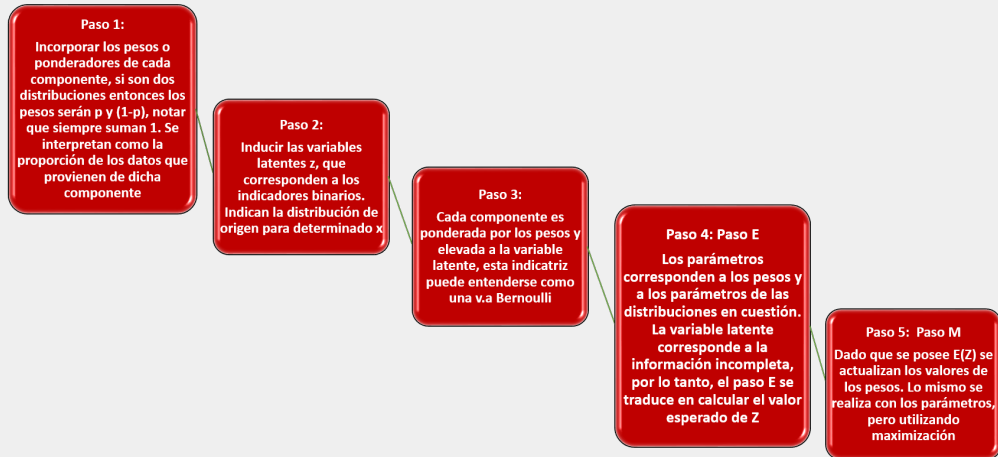 Paso 1:
Incorporar los pesos o
ponderadores de cada
componente, si son dos
distribuciones entonces los
pesos serán p y (1-p), notar
que siempre suman 1. Se
interpretan como la
proporción de los datos que
provienen de dicha
componente
Paso 2:
Inducir las variables
latentes z, que
corresponden a los
indicadores binarios.
Indican la distribución de
origen para determinado x
Paso 3:
Cada componente es
ponderada por los pesos y
elevada a la variable
latente, esta indicatriz
puede entenderse como
una v.a Bernoulli
Paso 4: Paso E
Los parámetros
corresponden a los pesos y
a los parámetros de las
distribuciones en cuestión.
La variable latente
corresponde a la
información incompleta,
por lo tanto, el paso E se
traduce en calcular el valor
esperado de Z
Paso 5:  Paso M
Dado que se posee E(Z) se
actualizan los valores de
los pesos. Lo mismo se
realiza con los parámetros,
pero utilizando
maximización